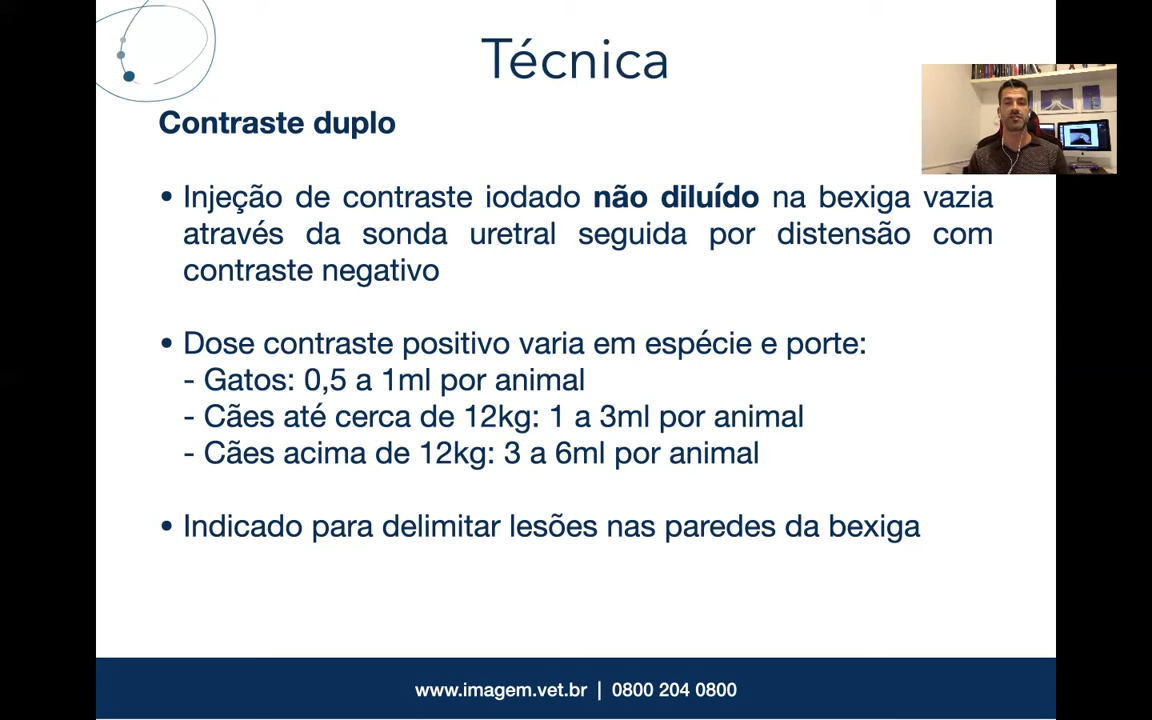 Técnica
Contraste duplo
• Injeção de contraste iodado não diluído na bexiga vazia
através da sonda uretral seguida por distensão com
contraste negativo
• Dose contraste positivo varia em espécie e porte:
- Gatos: 0,5 a 1ml por animal
- Cães até cerca de 12kg: 1 a 3ml por animal
- Cães acima de 12kg: 3 a 6ml por animal
• Indicado para delimitar lesões nas paredes da bexiga
www.imagem.vet.br | 0800 204 0800